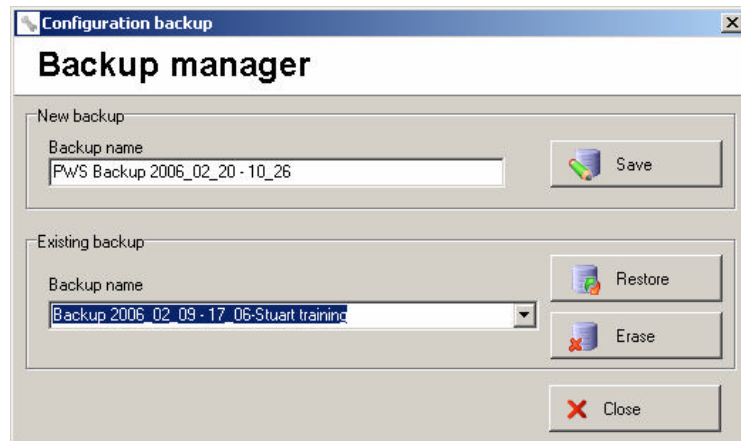 Configuration backup
Backup manager
New backup
Backup name
PWS Backup 2006_02_20 - 10_26
Save
Existing backup
Backup name
Backup 2006_02_09 - 17_06-Stuart training
Restore
Erase
Close